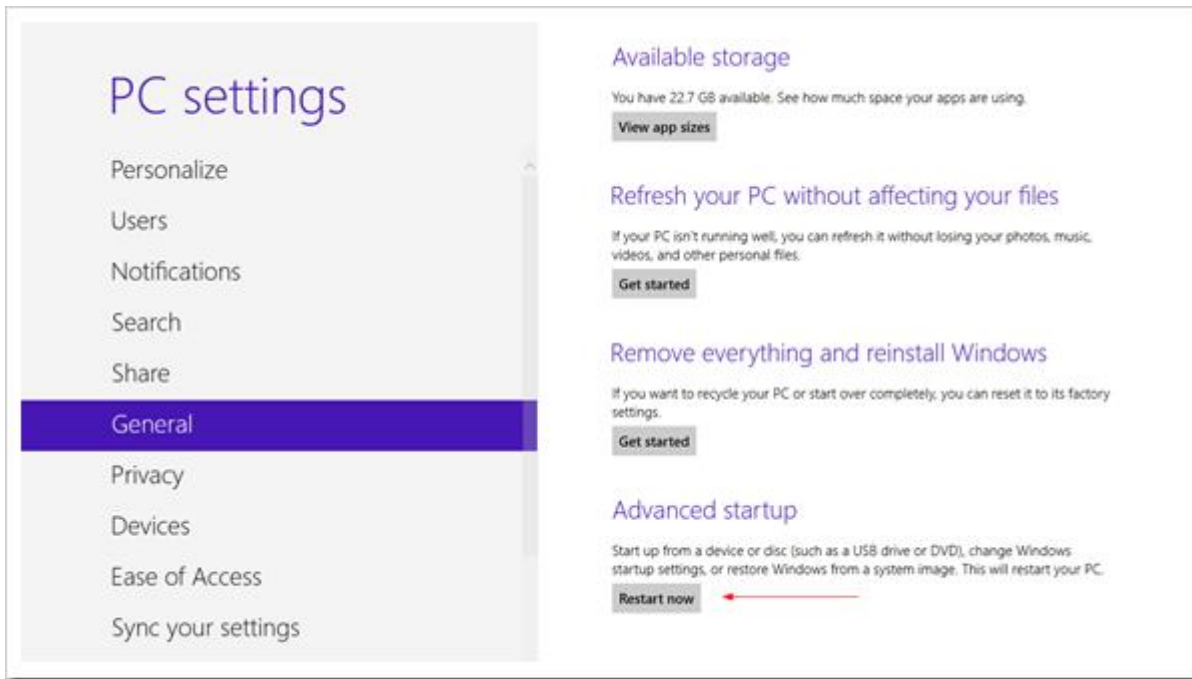 PC settings
Personalize
Users
Notifications
Search
Share
General
Privacy
Devices
Ease of Access
Sync your settings
Available storage
You have 22.7 GB available. See how much space your apps are using.
View app sizes
Refresh your PC without affecting your files
If your PC isn't running well, you can refresh it without losing your photos, music,
videos, and other personal files.
Get started
Remove everything and reinstall Windows
If you want to recycle your PC or start over completely, you can reset it to its factory
settings.
Get started
Advanced startup
Start up from a device or disc (such as a USB drive or DVD), change Windows
startup settings, or restore Windows from a system image. This will restart your PC.
Restart now